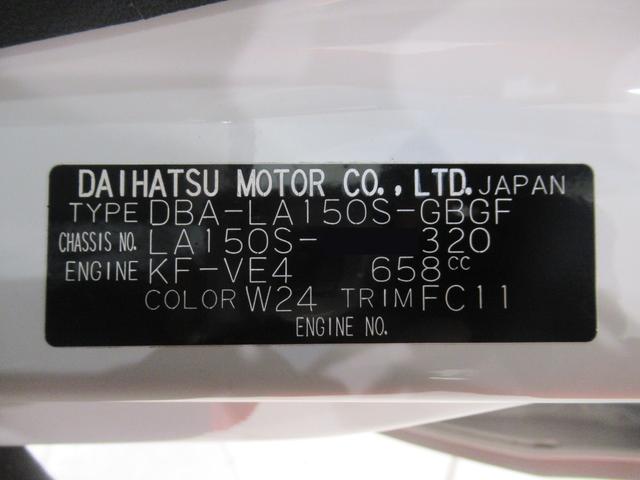 DAIHATSU MOTOR CO., LTD. JAPAN
TYPE DBA-LA150S-GBGF
CHASSIS NO. LA150S- 320
ENGINE KF-VE4 658cc
COLOR W24 TRIM FC11
ENGINE NO.